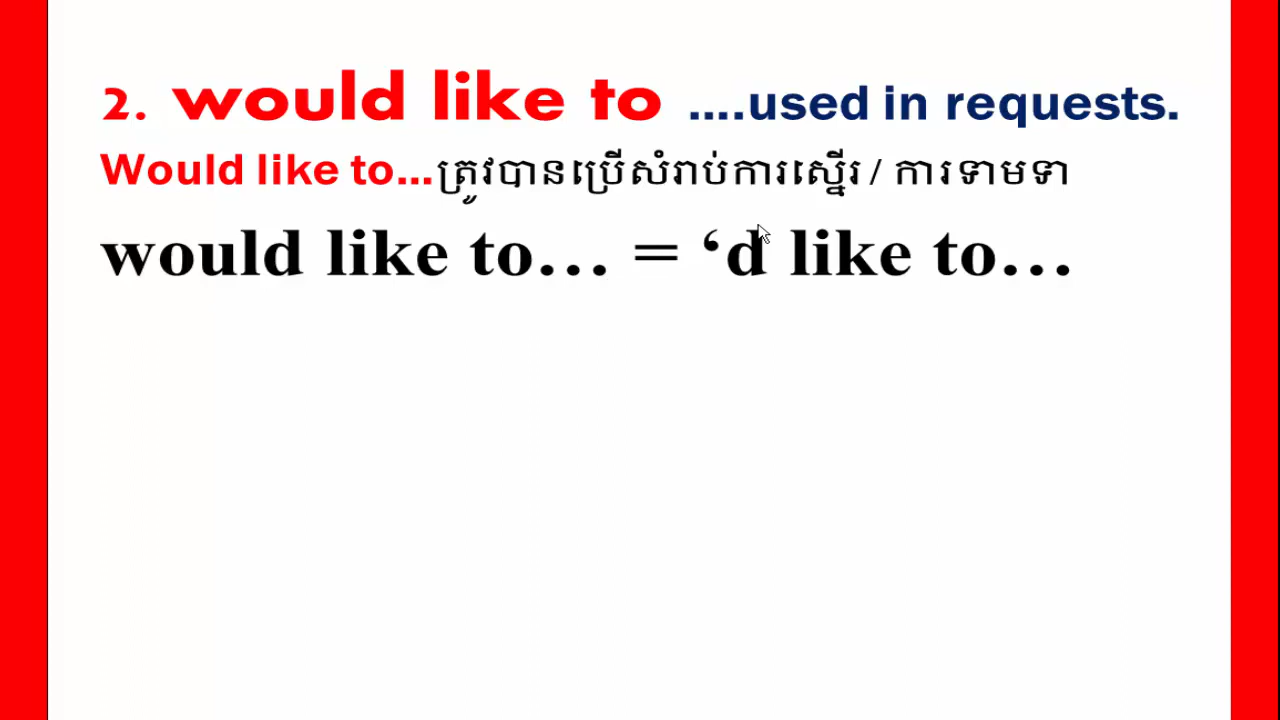 2. would like to ....used in requests.
Would like to...ត្រូវបានប្រើសំរាប់ការស្នើរ / ការទាមទា
would like to… = ‘d like to…